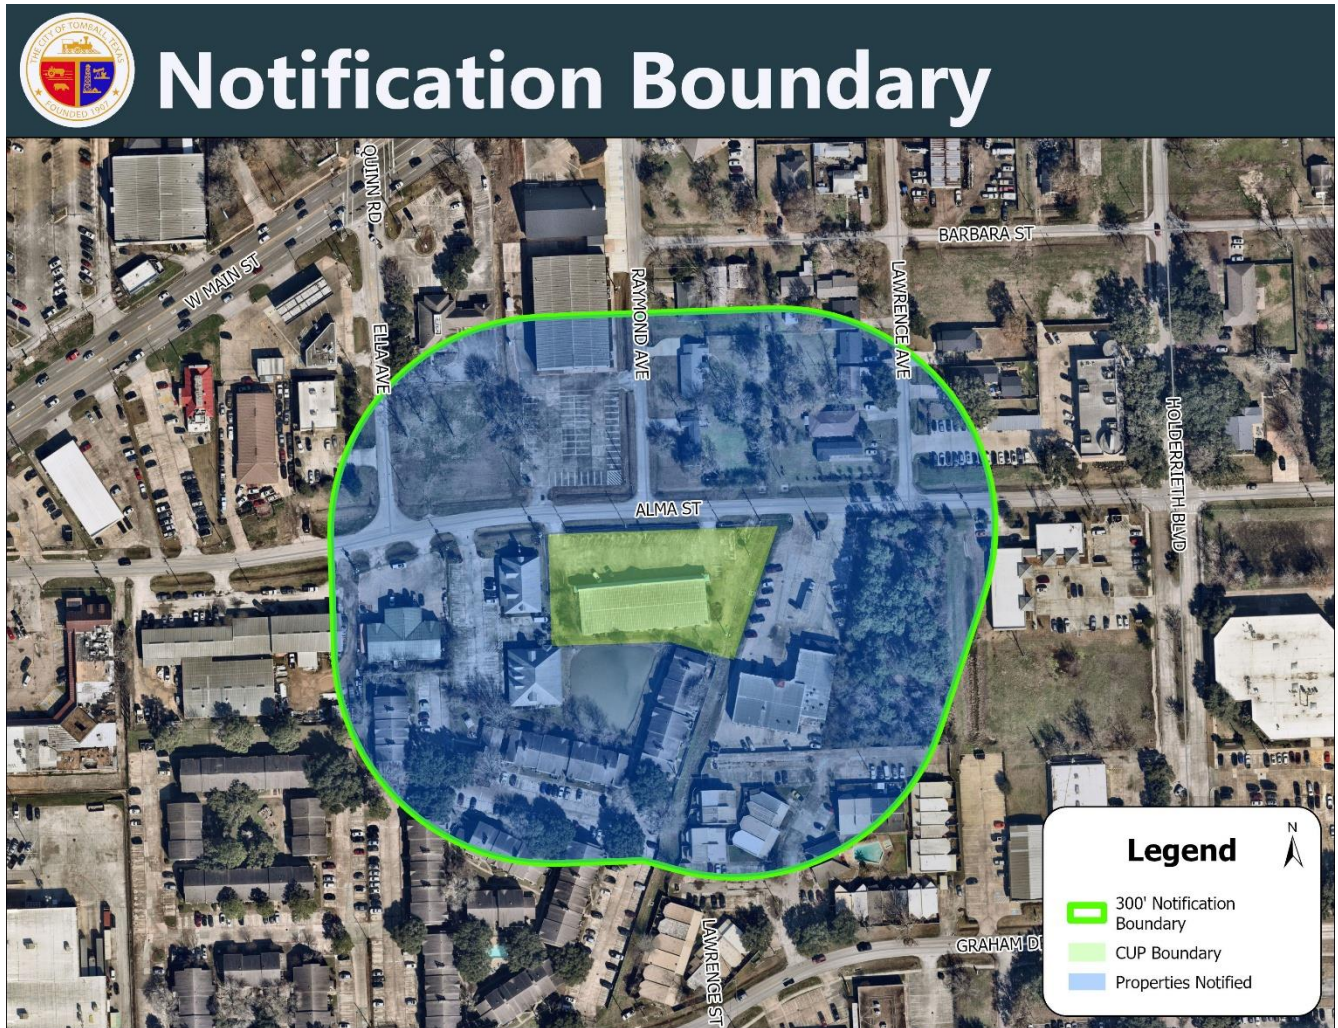 THE CITY OF TOMBALL, TEXAS
FOUNDED 1907
Notification Boundary
QUINN RD
W MAIN ST
ELLA AVE
RAYMOND AVE
LAWRENCE AVE
BARBARA ST
HOLDERRIETH BLVD
ALMA ST
LAWRENCE ST
GRAHAM D
Legend
N
300' Notification
Boundary
CUP Boundary
Properties Notified